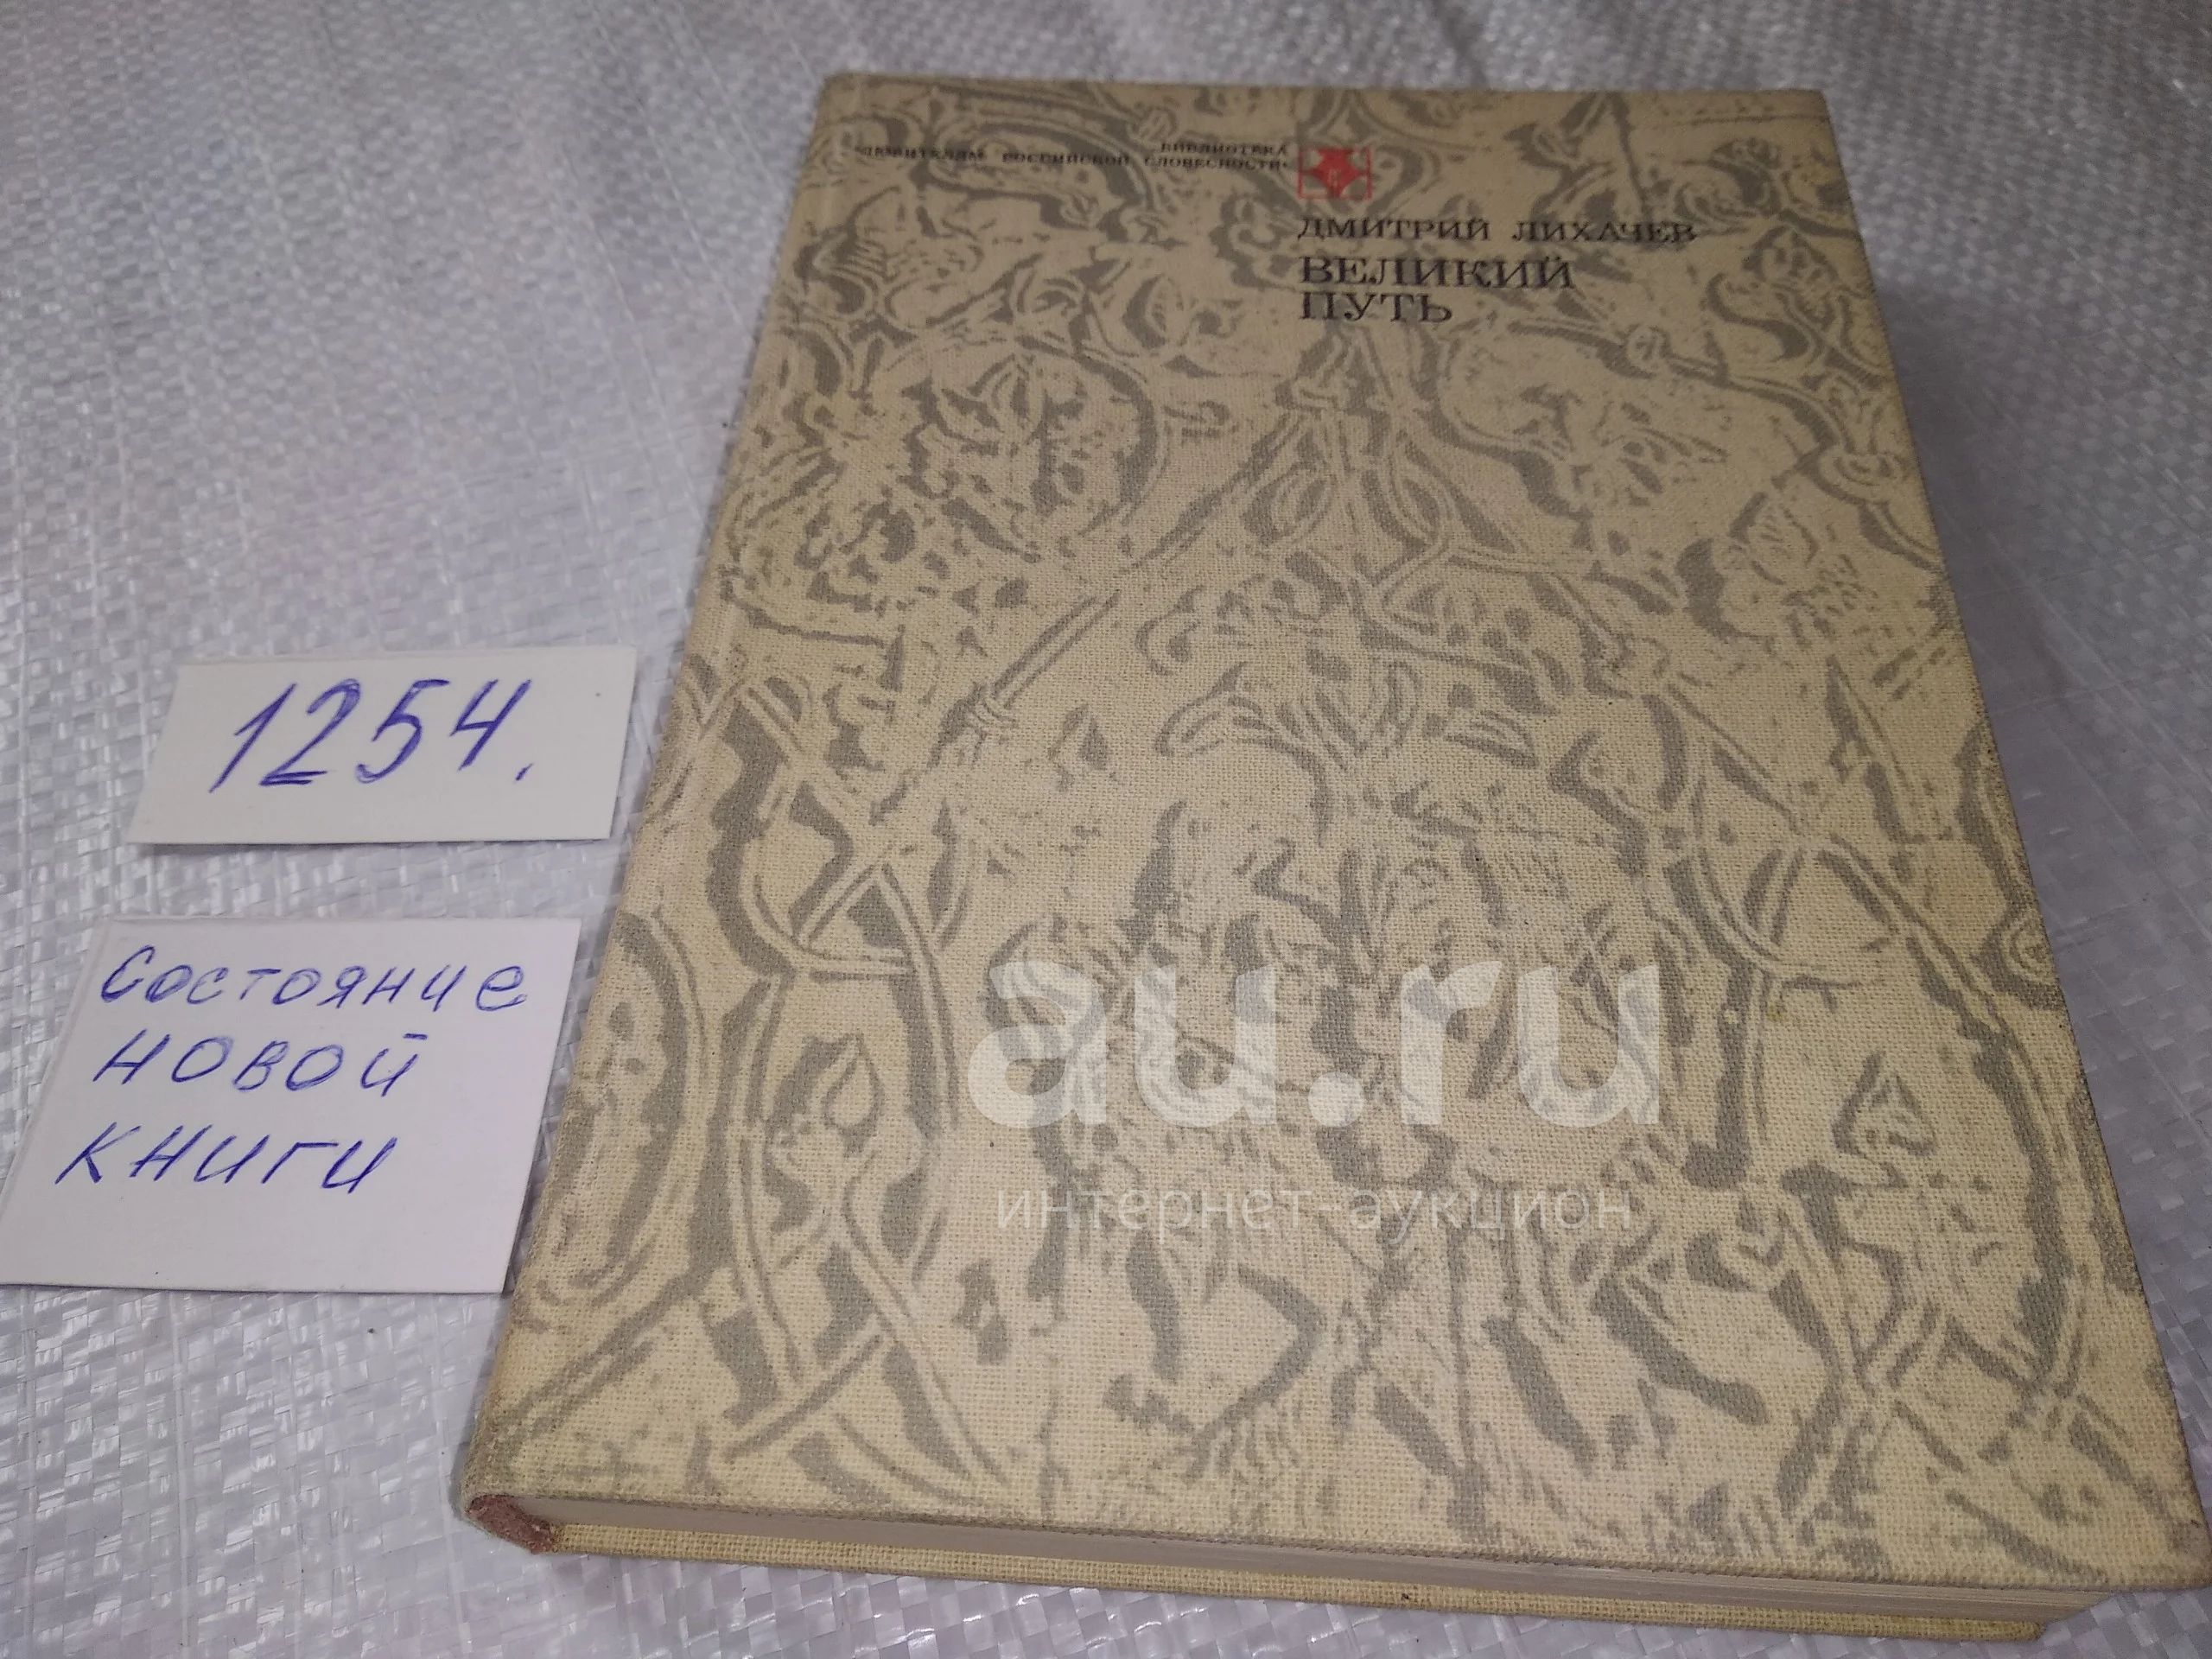 БИБЛИОТЕКА
«ЛЮБИТЕЛЯМ РОССИЙСКОЙ СЛОВЕСНОСТИ»
ДМИТРИЙ ЛИХАЧЕВ
ВЕЛИКИЙ
ПУТЬ
1254.
Состояние
новой
книги
au.ru
интернет-аукцион